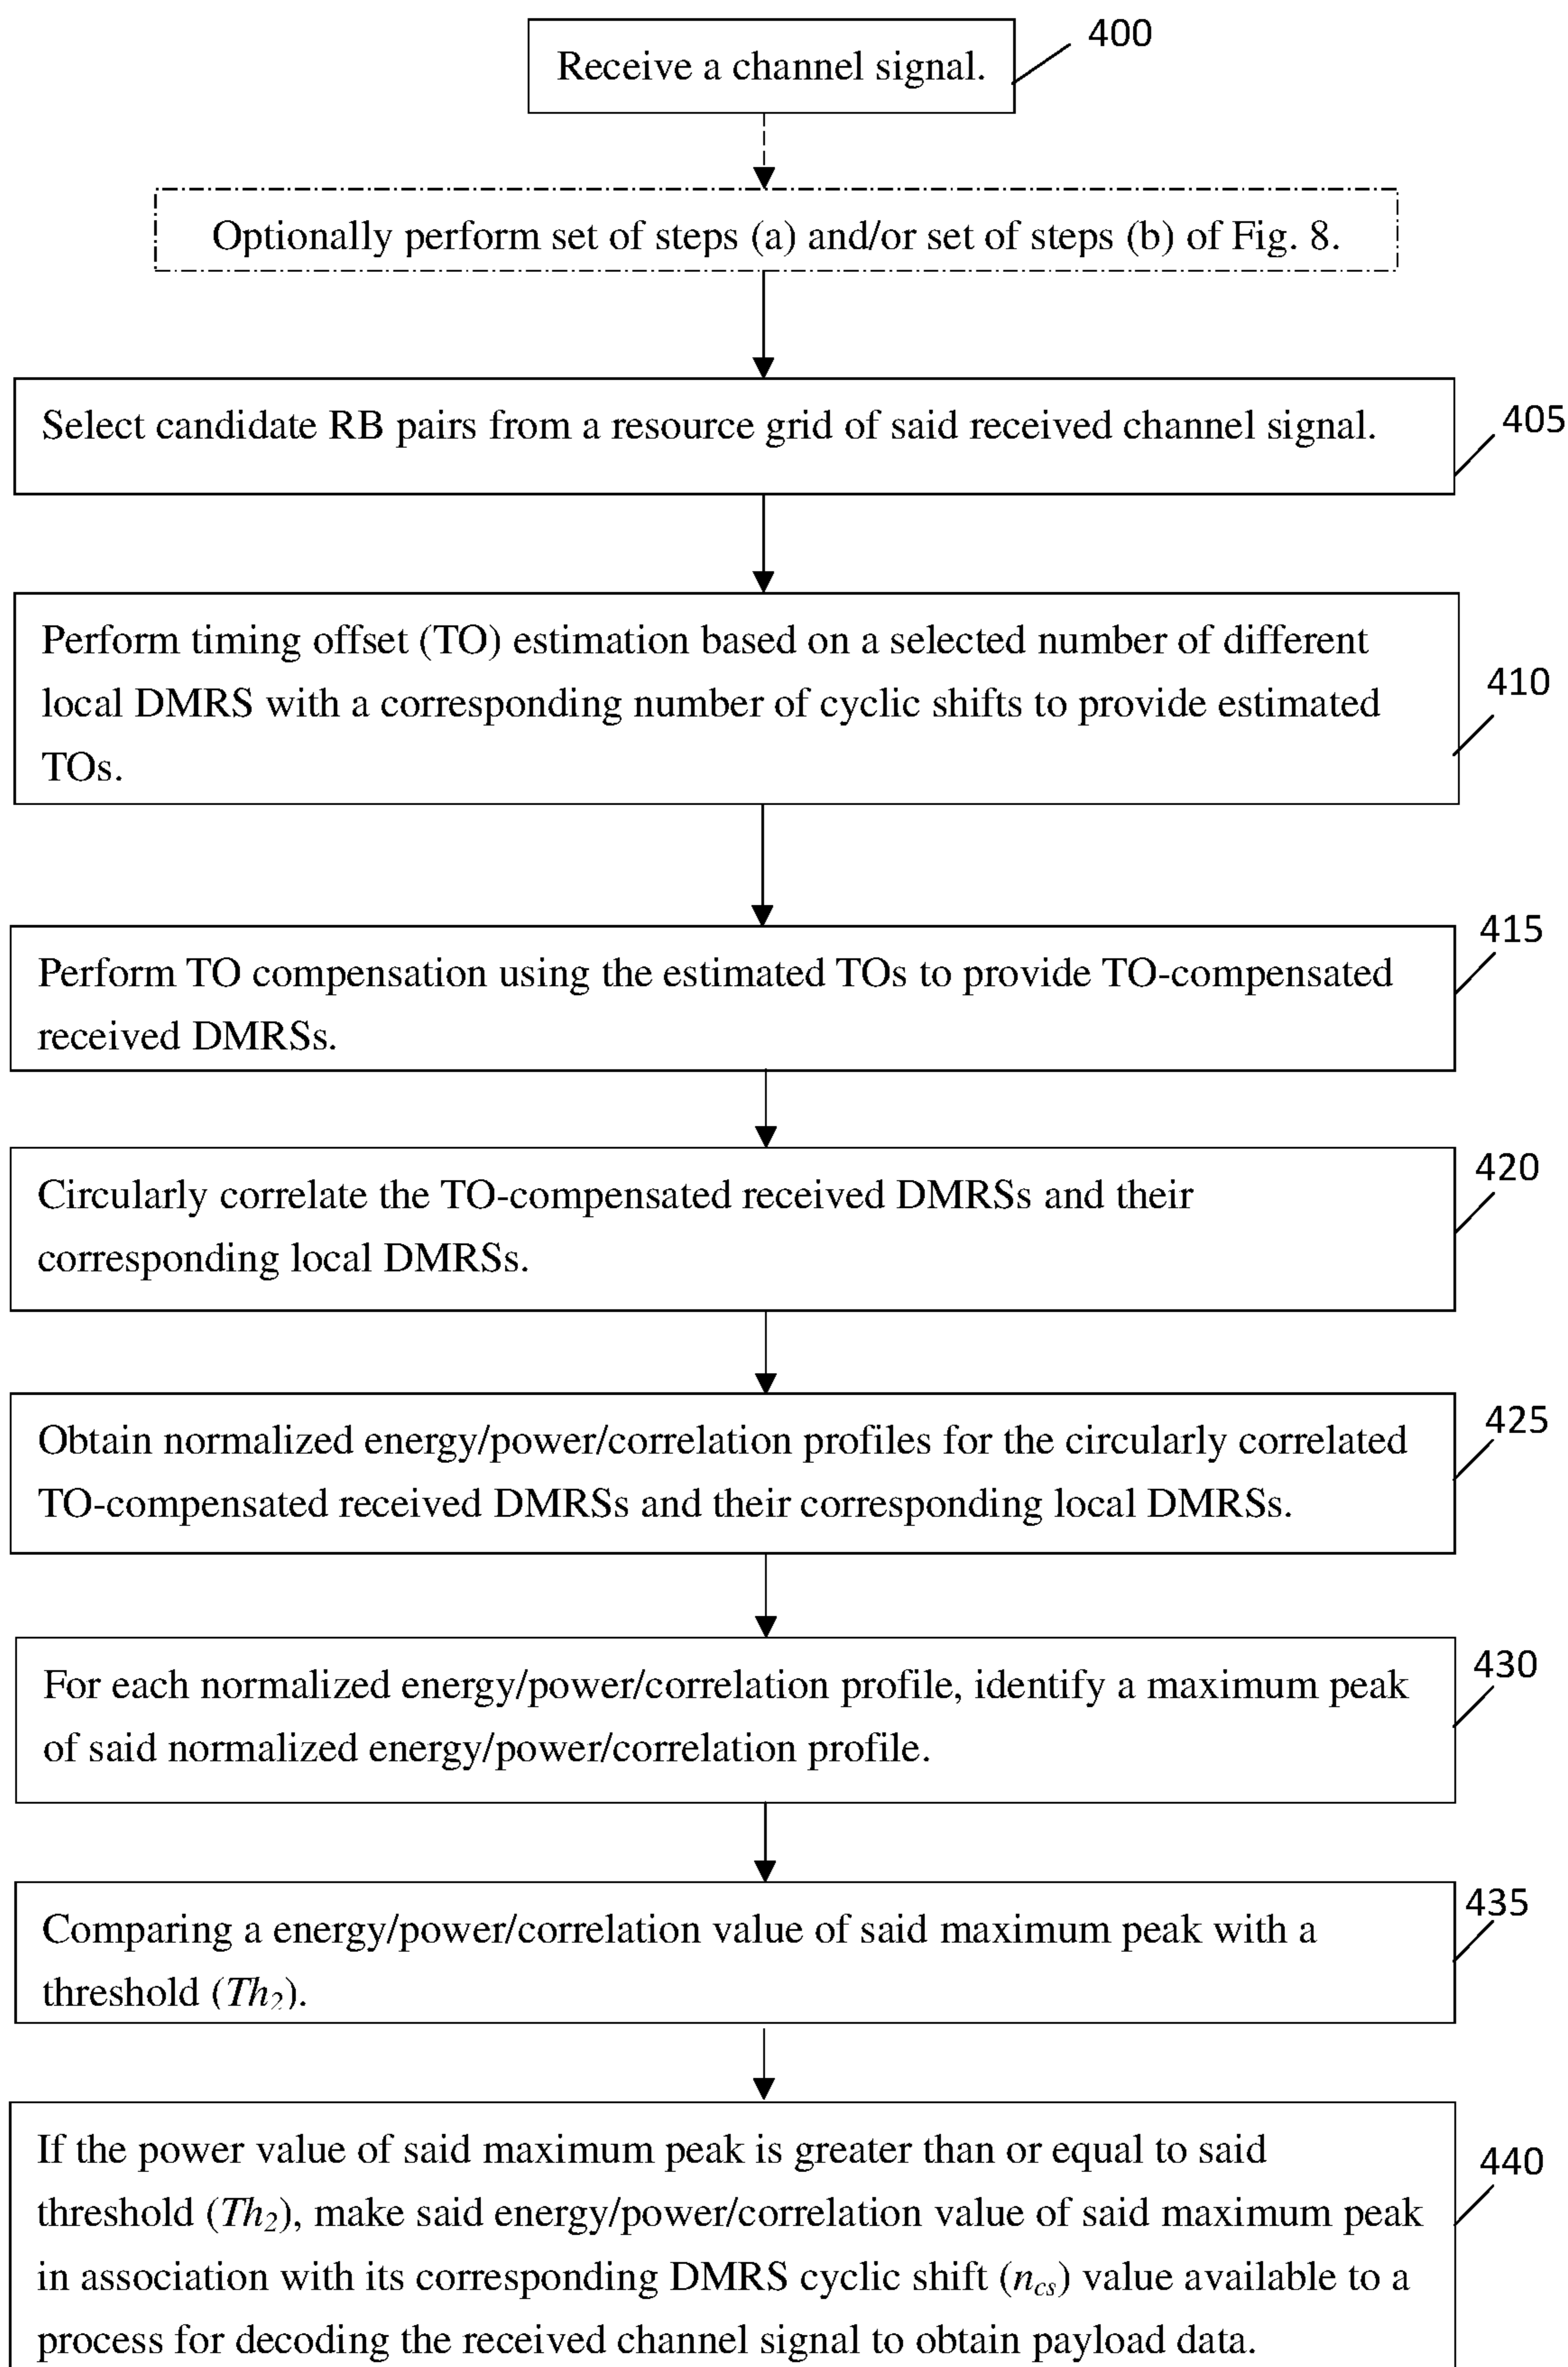 400
Receive a channel signal.
Optionally perform set of steps (a) and/or set of steps (b) of Fig. 8.
Select candidate RB pairs from a resource grid of said received channel signal.
405
Perform timing offset (TO) estimation based on a selected number of different
local DMRS with a corresponding number of cyclic shifts to provide estimated
TOs.
410
415
Perform TO compensation using the estimated TOs to provide TO-compensated
received DMRSs.
420
Circularly correlate the TO-compensated received DMRSs and their
corresponding local DMRSs.
425
Obtain normalized energy/power/correlation profiles for the circularly correlated
TO-compensated received DMRSs and their corresponding local DMRSs.
430
For each normalized energy/power/correlation profile, identify a maximum peak
of said normalized energy/power/correlation profile.
435
Comparing a energy/power/correlation value of said maximum peak with a
threshold (Th₂).
440
If the power value of said maximum peak is greater than or equal to said
threshold (Th₂), make said energy/power/correlation value of said maximum peak
in association with its corresponding DMRS cyclic shift (n_cs) value available to a
process for decoding the received channel signal to obtain payload data.